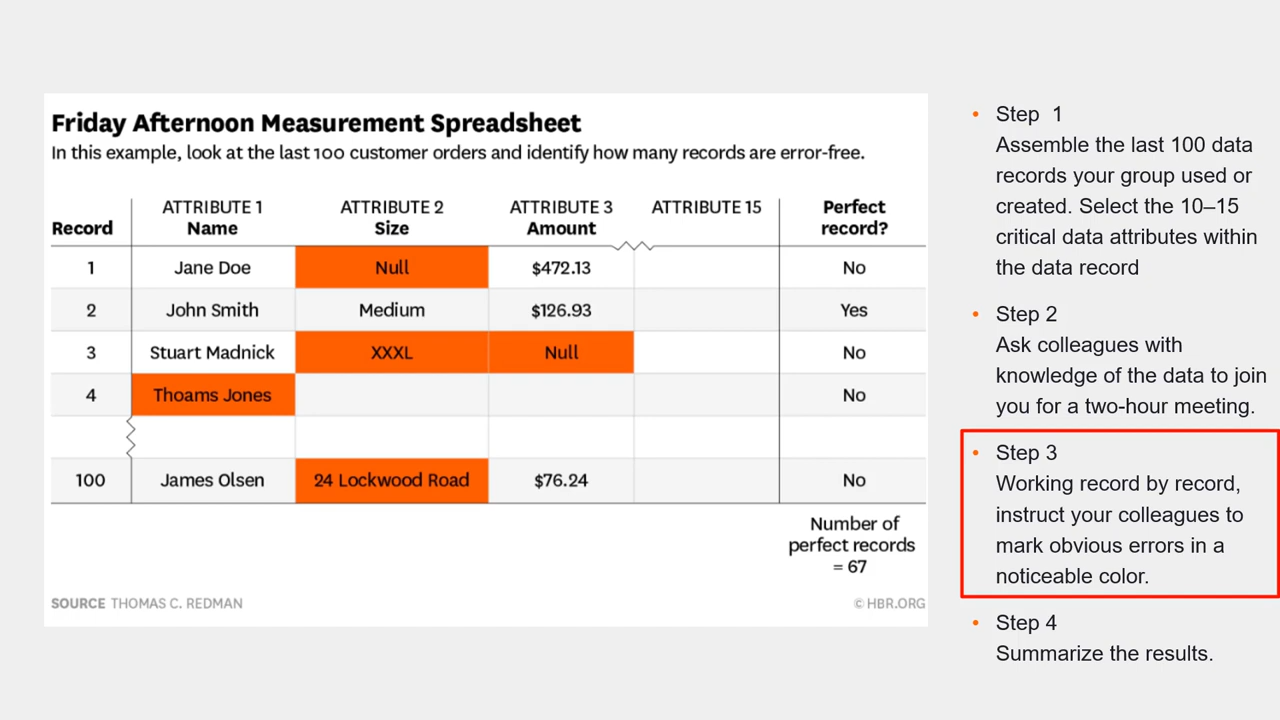 Friday Afternoon Measurement Spreadsheet
In this example, look at the last 100 customer orders and identify how many records are error-free.
Record
ATTRIBUTE 1
Name
ATTRIBUTE 2
Size
ATTRIBUTE 3
Amount
ATTRIBUTE 15
Perfect
record?
1 Jane Doe Null $472.13 No
2 John Smith Medium $126.93 Yes
3 Stuart Madnick XXXL Null No
4 Thoams Jones No
100 James Olsen 24 Lockwood Road $76.24 No
Number of
perfect records
= 67
SOURCE THOMAS C. REDMAN
© HBR.ORG
• Step 1
Assemble the last 100 data
records your group used or
created. Select the 10–15
critical data attributes within
the data record
• Step 2
Ask colleagues with
knowledge of the data to join
you for a two-hour meeting.
• Step 3
Working record by record,
instruct your colleagues to
mark obvious errors in a
noticeable color.
• Step 4
Summarize the results.